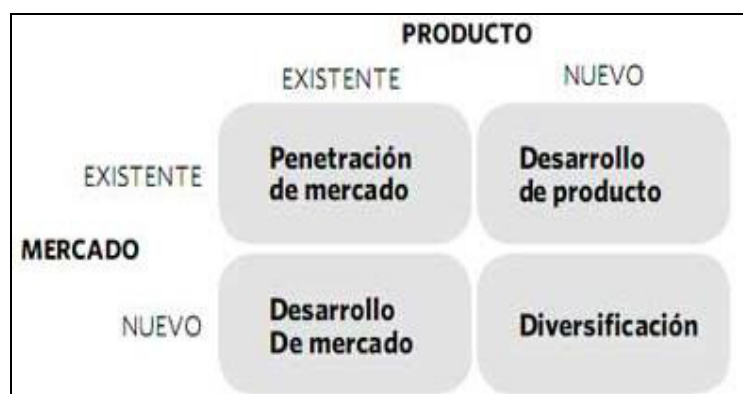 PRODUCTO
EXISTENTE NUEVO
EXISTENTE
Penetración
de mercado
Desarrollo
de producto
MERCADO
NUEVO
Desarrollo
De mercado
Diversificación